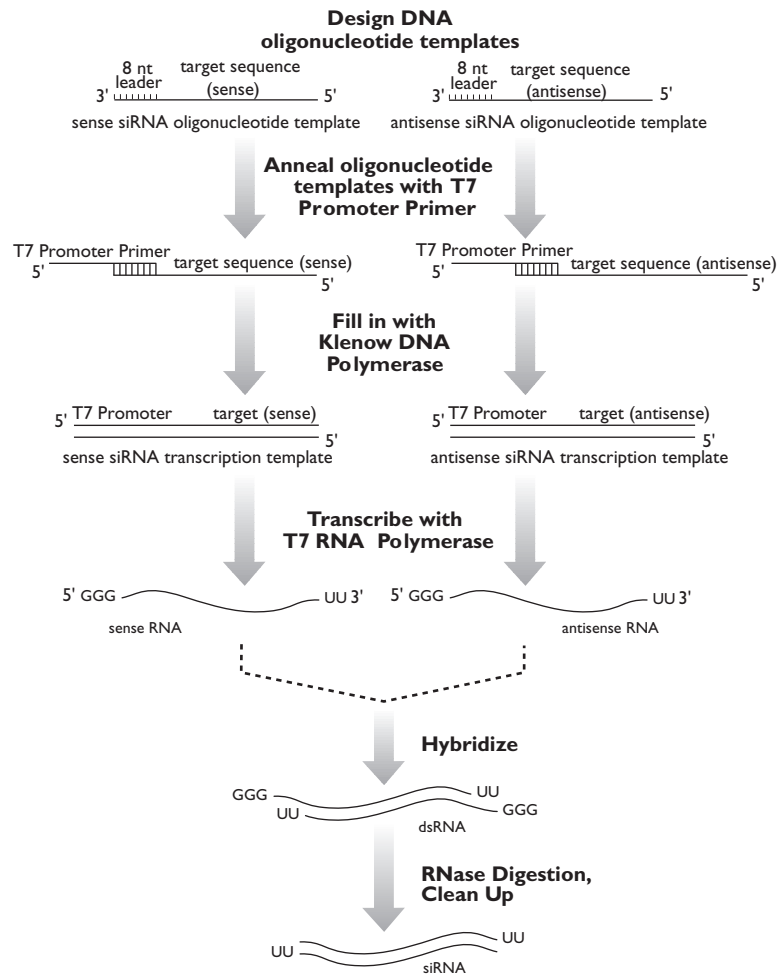 Design DNA
oligonucleotide templates
8 nt
leader
target sequence
(sense)
3'
5'
sense siRNA oligonucleotide template
8 nt
leader
target sequence
(antisense)
3'
5'
antisense siRNA oligonucleotide template
Anneal oligonucleotide
templates with T7
Promoter Primer
T7 Promoter Primer
5'
target sequence (sense)
5'
T7 Promoter Primer
5'
target sequence (antisense)
5'
Fill in with
Klenow DNA
Polymerase
5' T7 Promoter target (sense)
5'
sense siRNA transcription template
5' T7 Promoter target (antisense)
5'
antisense siRNA transcription template
Transcribe with
T7 RNA Polymerase
5' GGG UU 3'
sense RNA
5' GGG UU 3'
antisense RNA
Hybridize
GGG UU
UU GGG
dsRNA
RNase Digestion,
Clean Up
UU
UU
siRNA